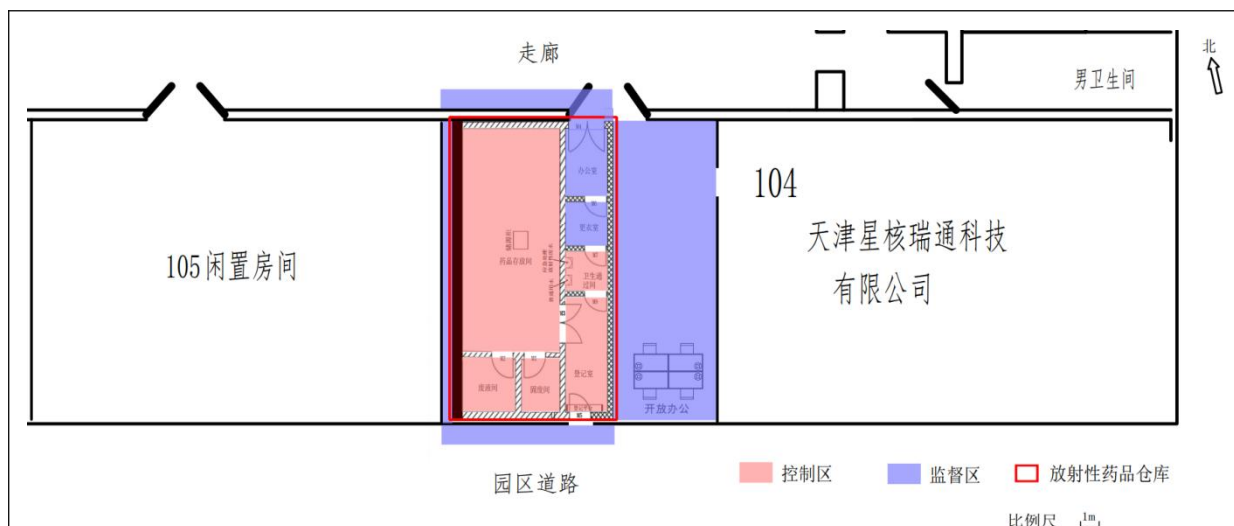 走廊
北
男卫生间
办公室
104
更衣室
天津星核瑞通科技
有限公司
105闲置房间
药品存放间
卫生通
过间
登记室
废液间
固废间
开放办公
园区道路
控制区
监督区
放射性药品仓库
比例尺 1m